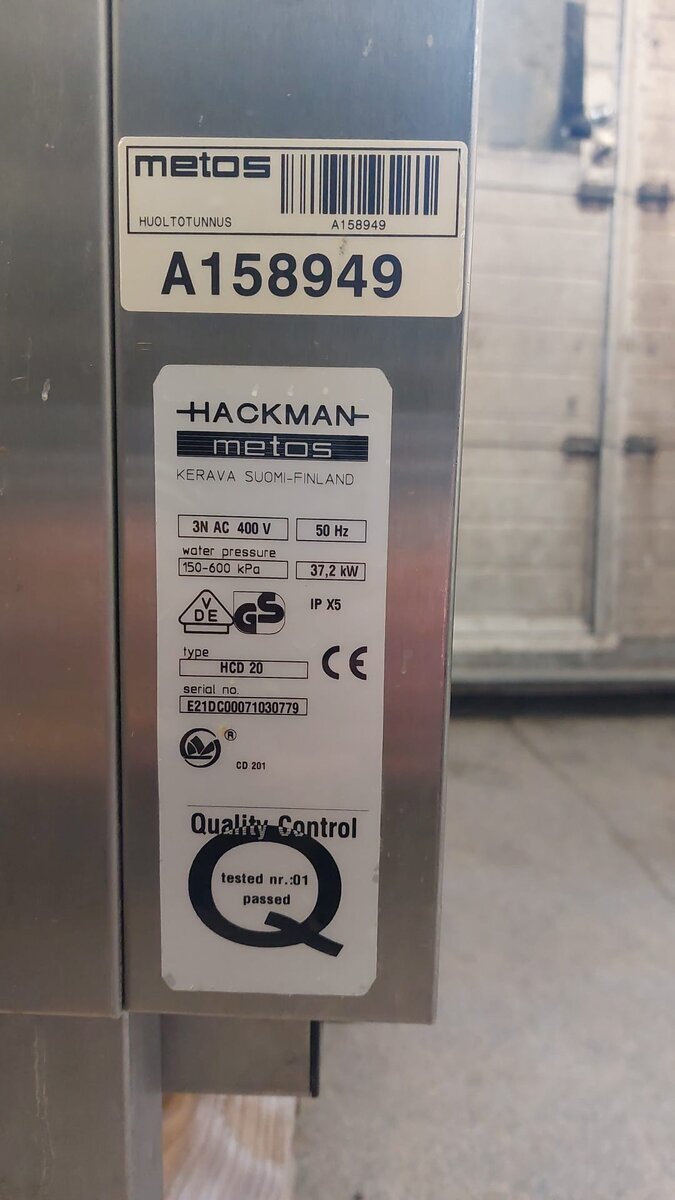 metos
HUOLTOTUNNUS A158949
A158949
HACKMAN
metos
KERAVA SUOMI-FINLAND
3N AC 400 V 50 Hz
water pressure
150-600 kPa 37,2 kW
VDE GS IP X5
type
HCD 20 CE
serial no.
E21DC00071030779
®
CD 201
Quality Control
Q
tested nr.:01
passed